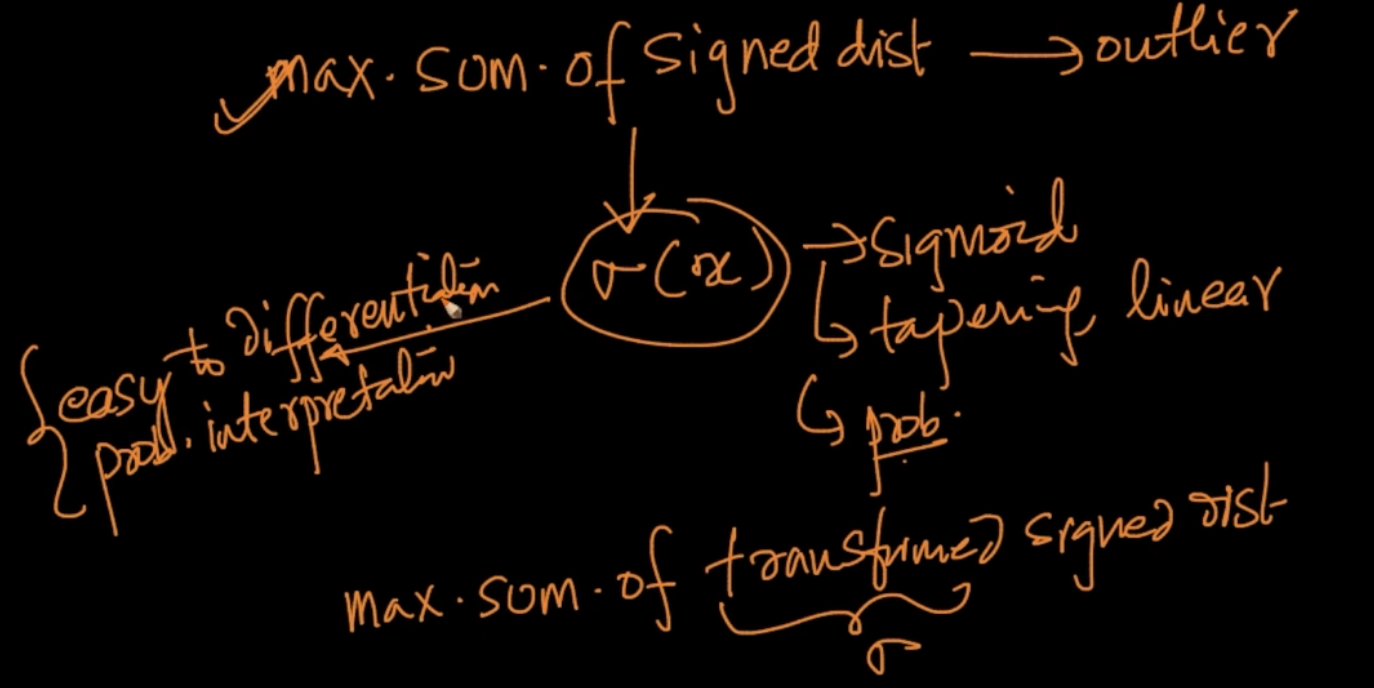 max. sum. of signed dist → outlier
σ(x) → sigmoid
↳ tapering, linear
↳ prob.
{ easy to differentiation
prob. interpretation
max. sum. of transformed signed dist
σ